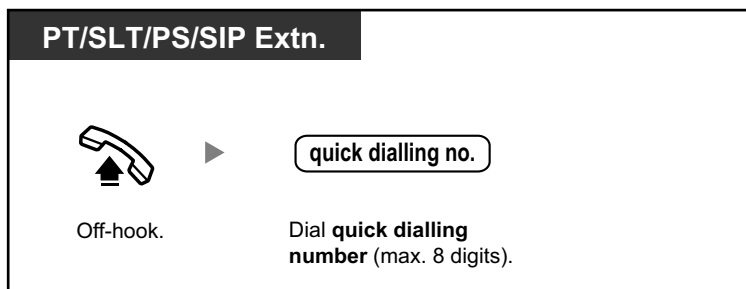 PT/SLT/PS/SIP Extn.
quick dialling no.
Off-hook.
Dial quick dialling
number (max. 8 digits).